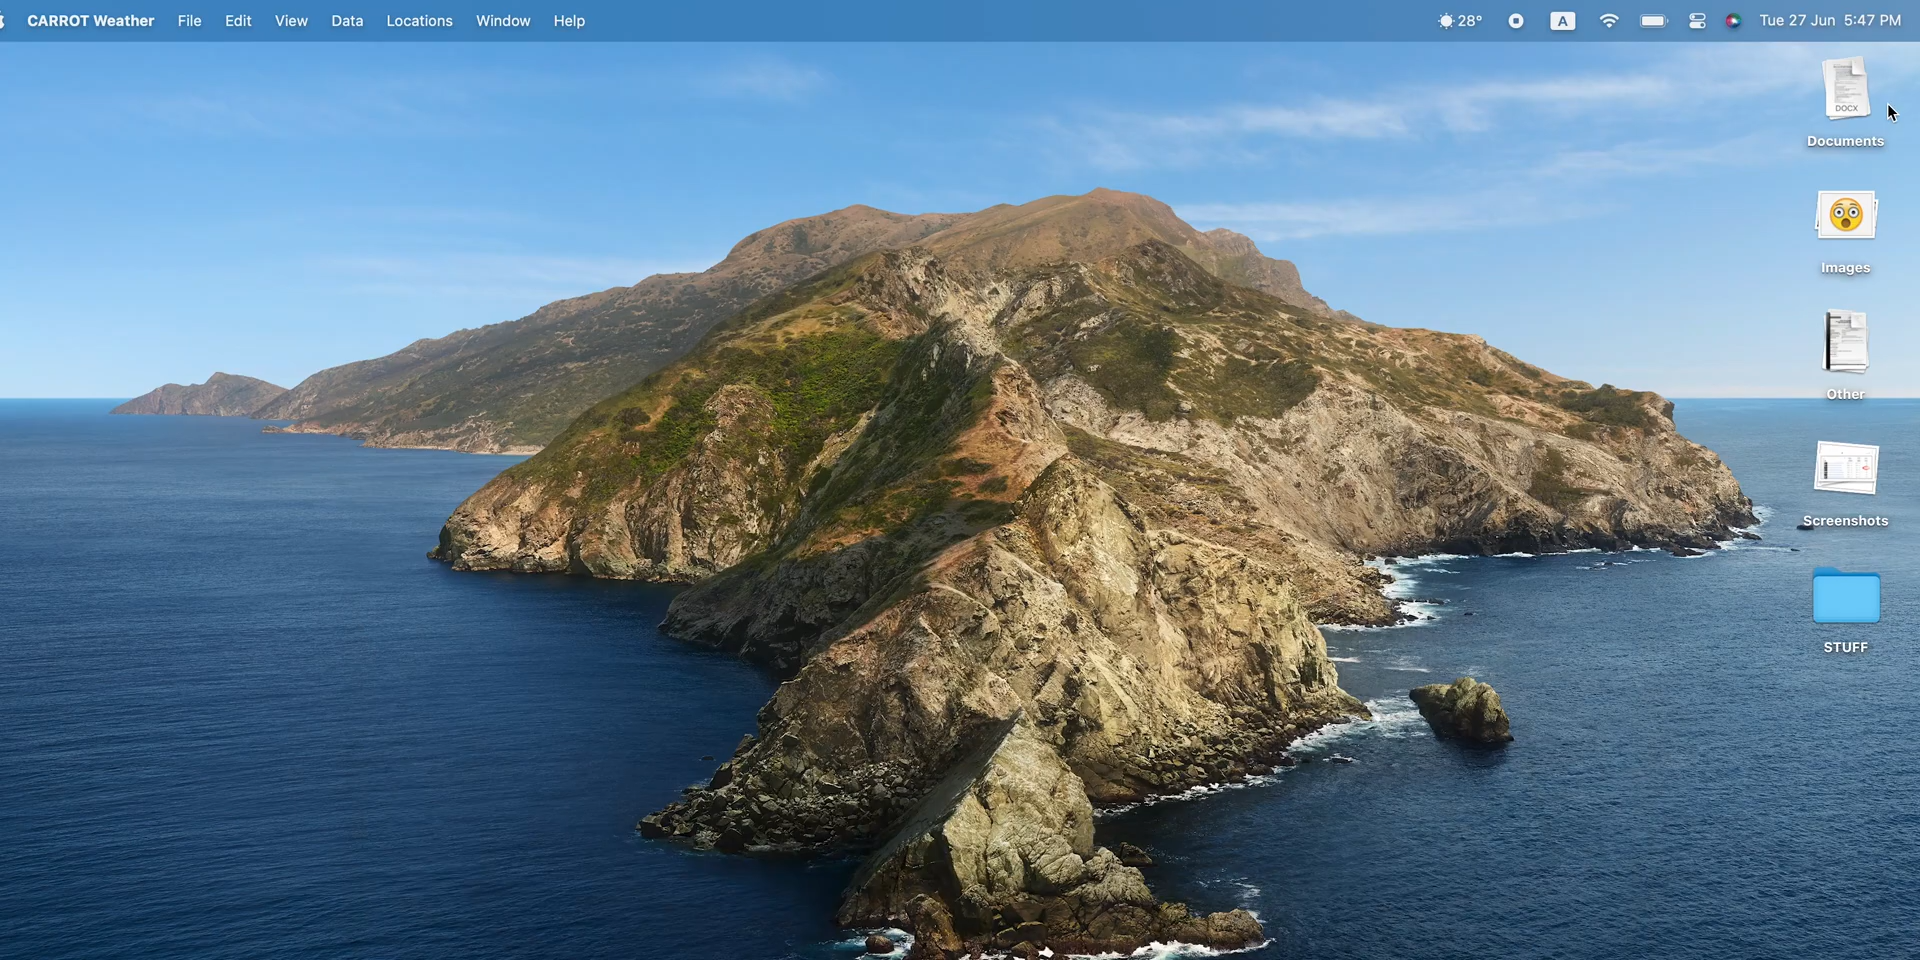 CARROT Weather File Edit View Data Locations Window Help 28° A Tue 27 Jun 5:47 PM
DOCX
Documents
Images
Other
Screenshots
STUFF